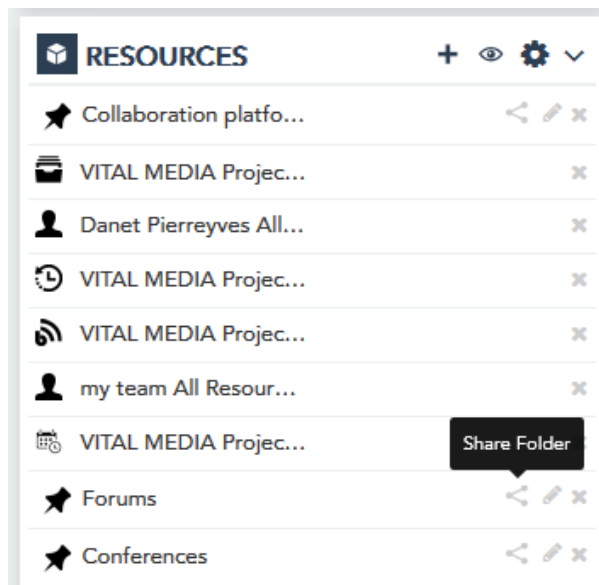 RESOURCES
Collaboration platfo...
VITAL MEDIA Projec...
Danet Pierreyves All...
VITAL MEDIA Projec...
VITAL MEDIA Projec...
my team All Resour...
VITAL MEDIA Projec...
Share Folder
Forums
Conferences